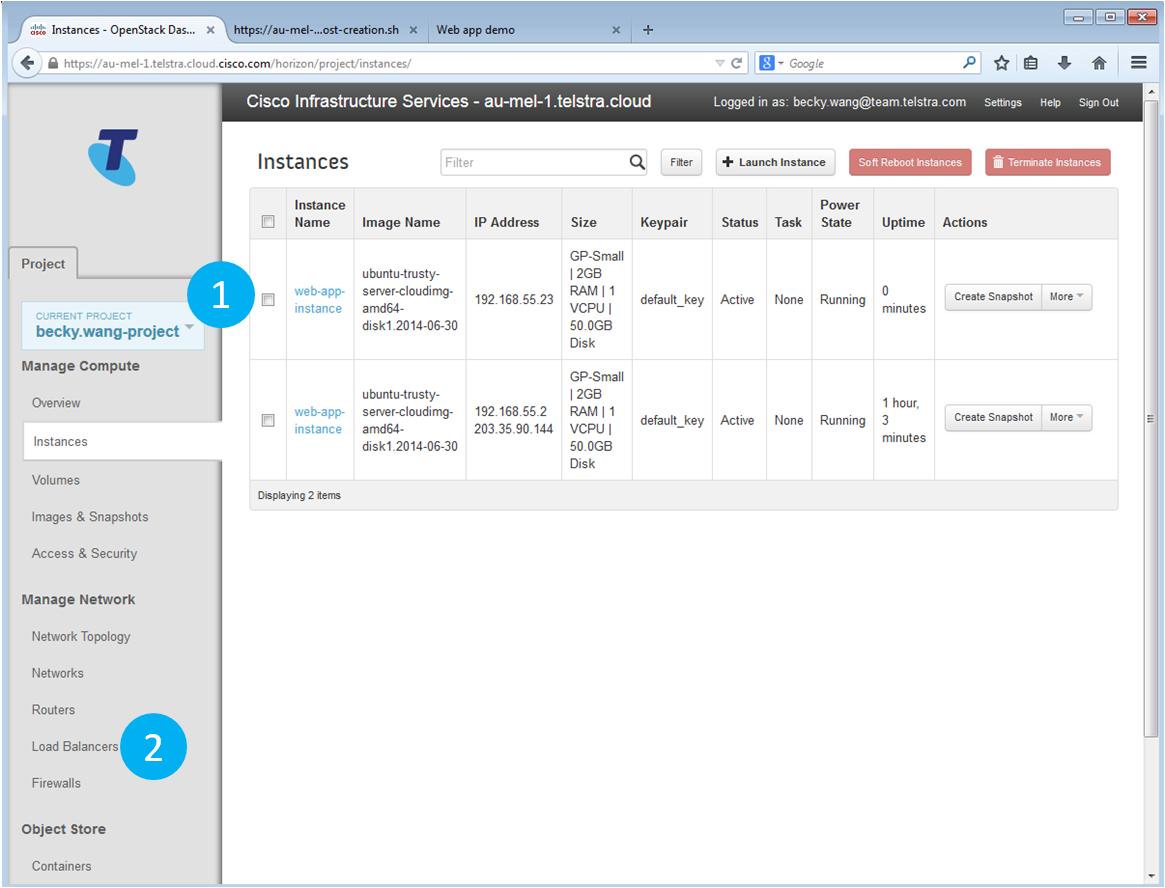 Instances - OpenStack Das...
https://au-mel-...ost-creation.sh
Web app demo
https://au-mel-1.telstra.cloud.cisco.com/horizon/project/instances/
Google
Cisco Infrastructure Services - au-mel-1.telstra.cloud
Logged in as: becky.wang@team.telstra.com
Settings
Help
Sign Out
Project
CURRENT PROJECT
becky.wang-project
1
Manage Compute
Overview
Instances
Volumes
Images & Snapshots
Access & Security
Manage Network
Network Topology
Networks
Routers
Load Balancers
2
Firewalls
Object Store
Containers
Instances
Filter
Filter
Launch Instance
Soft Reboot Instances
Terminate Instances
Instance
Name
Image Name
IP Address
Size
Keypair
Status
Task
Power
State
Uptime
Actions
web-app-
instance
ubuntu-trusty-
server-cloudimg-
amd64-
disk1.2014-06-30
192.168.55.23
GP-Small
| 2GB
RAM | 1
VCPU |
50.0GB
Disk
default_key
Active
None
Running
0
minutes
Create Snapshot
More
web-app-
instance
ubuntu-trusty-
server-cloudimg-
amd64-
disk1.2014-06-30
192.168.55.2
203.35.90.144
GP-Small
| 2GB
RAM | 1
VCPU |
50.0GB
Disk
default_key
Active
None
Running
1 hour,
3
minutes
Create Snapshot
More
Displaying 2 items